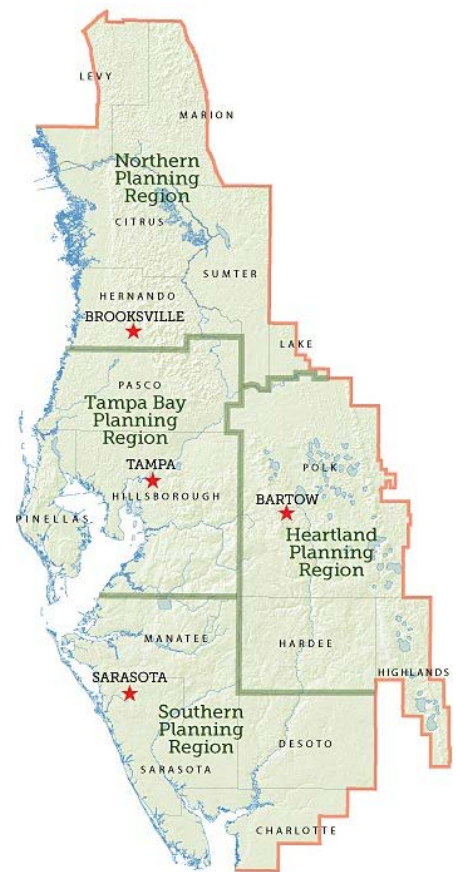 LEVY
MARION
Northern
Planning
Region
CITRUS
SUMTER
HERNANDO
BROOKSVILLE
LAKE
PASCO
Tampa Bay
Planning
Region
TAMPA
HILLSBOROUGH
PINELLAS
POLK
BARTOW
Heartland
Planning
Region
MANATEE
HARDEE
HIGHLANDS
SARASOTA
Southern
Planning
Region
DESOTO
SARASOTA
CHARLOTTE